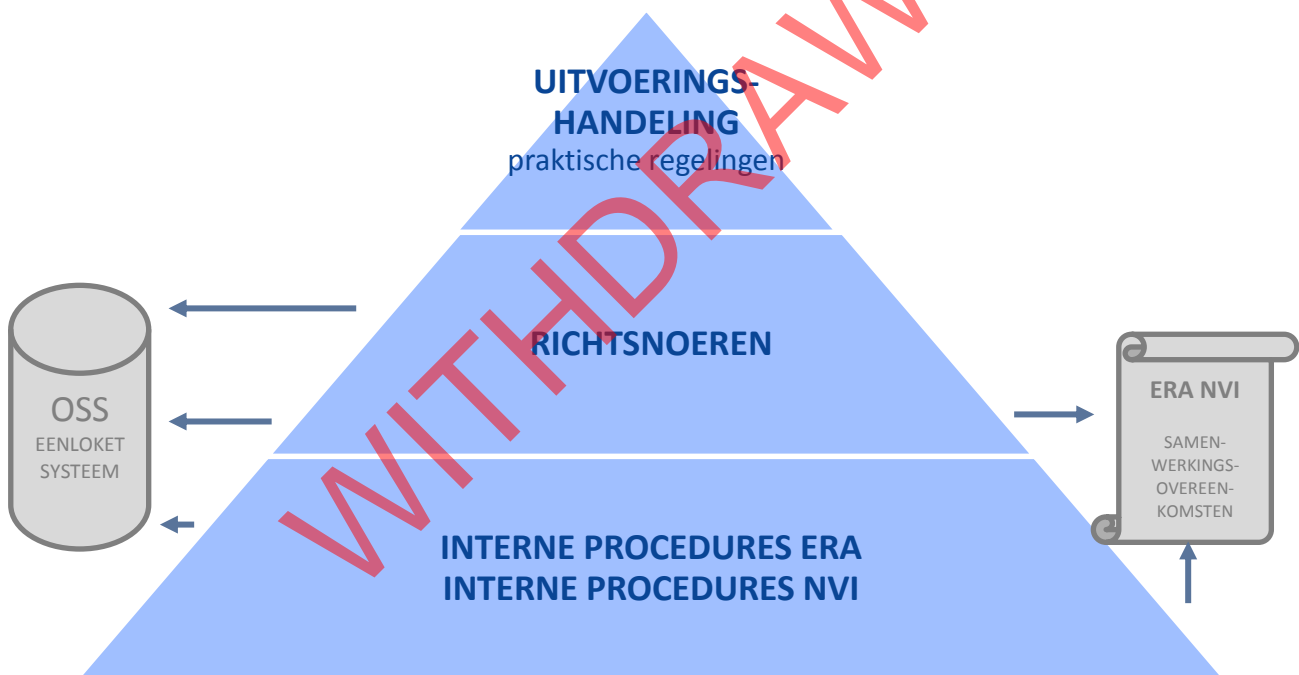 UITVOERINGS-
HANDELING
praktische regelingen
RICHTSNOEREN
OSS
EENLOKET
SYSTEEM
ERA NVI
SAMEN-
WERKINGS-
OVEREEN-
KOMSTEN
INTERNE PROCEDURES ERA
INTERNE PROCEDURES NVI
WITHDRAW